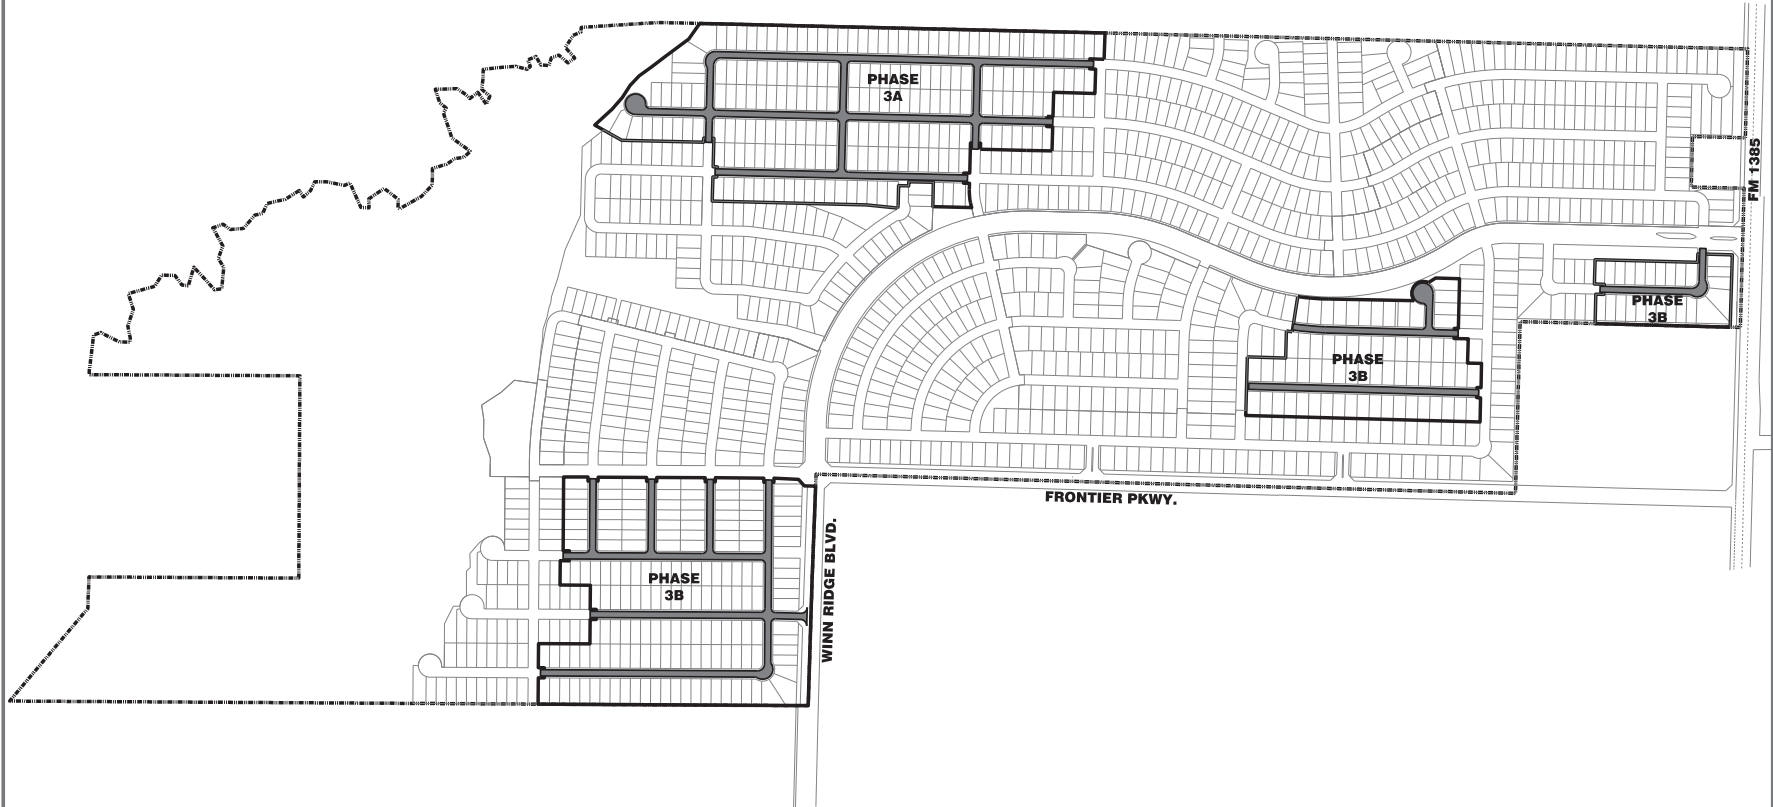 PHASE
3A
FM 1385
PHASE
3B
PHASE
3B
FRONTIER PKWY.
WINN RIDGE BLVD.
PHASE
3B